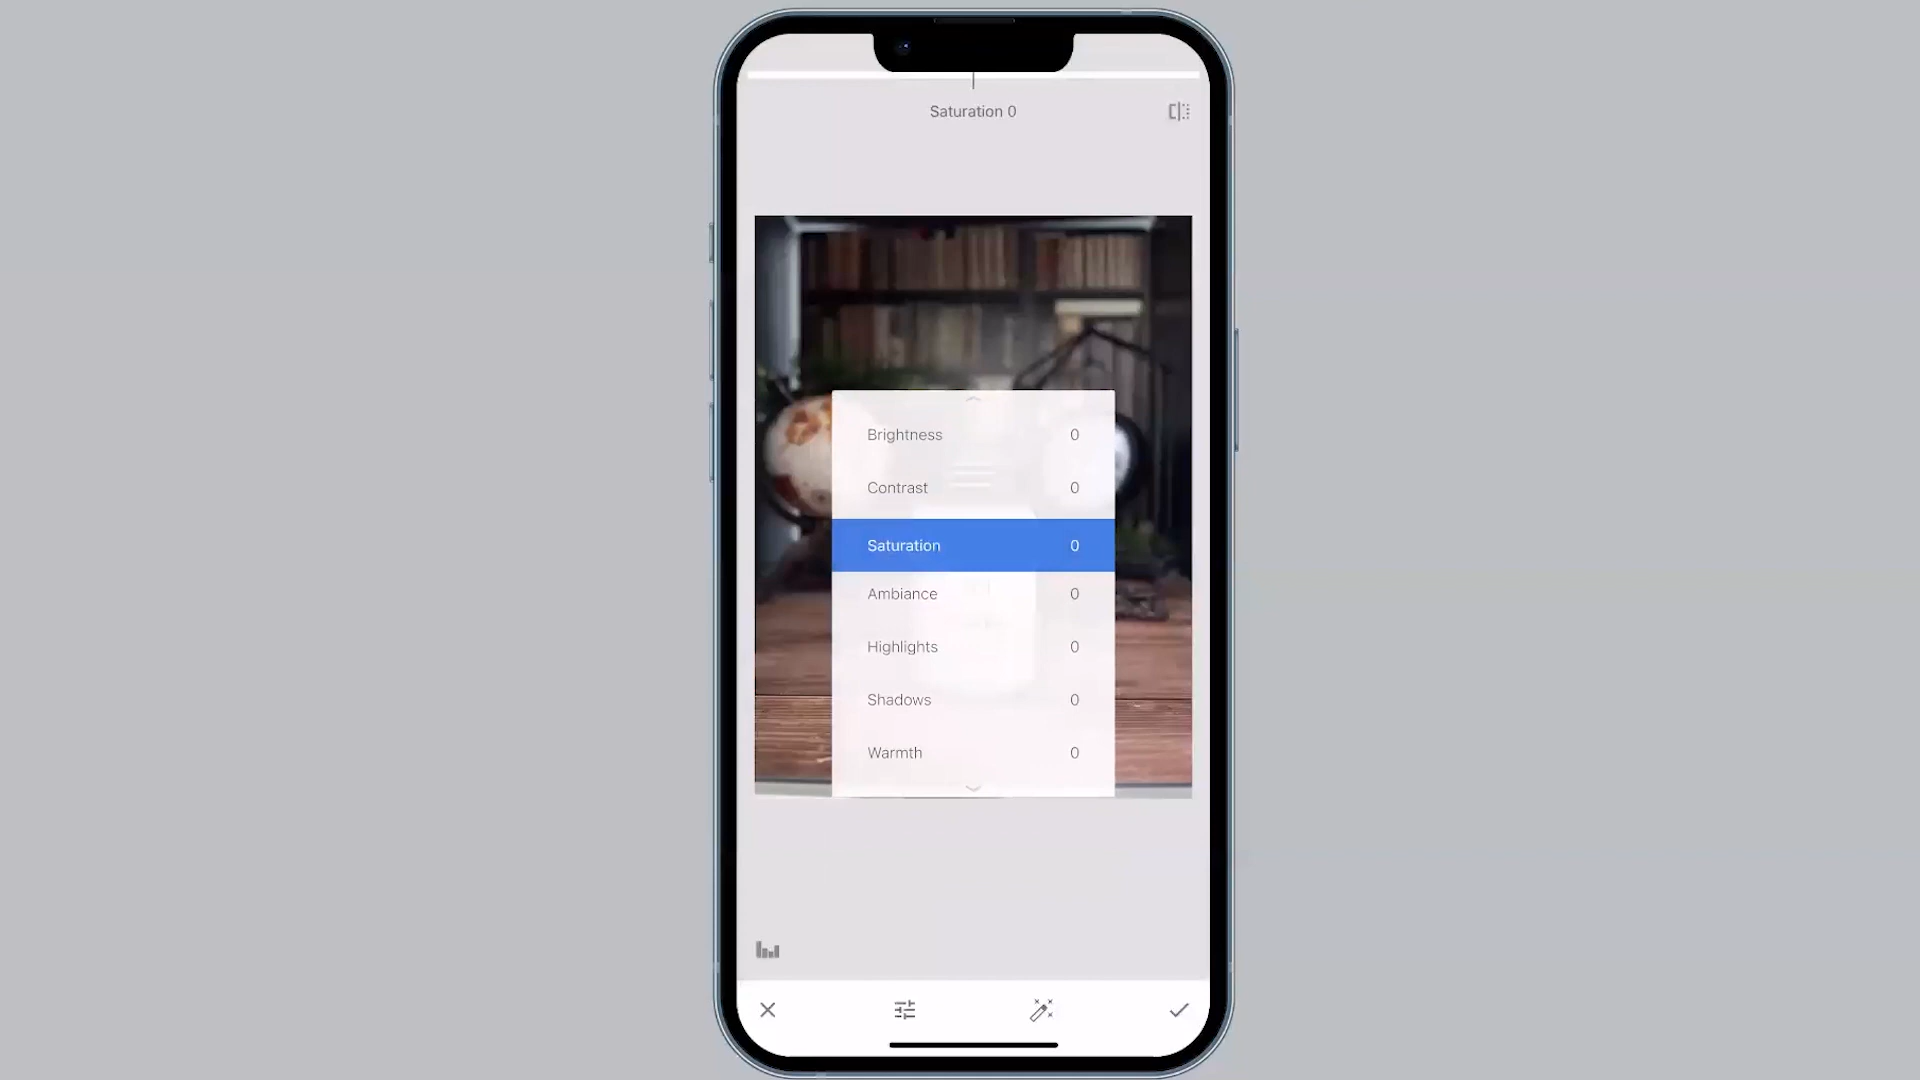 Saturation 0
Brightness 0
Contrast 0
Saturation 0
Ambiance 0
Highlights 0
Shadows 0
Warmth 0